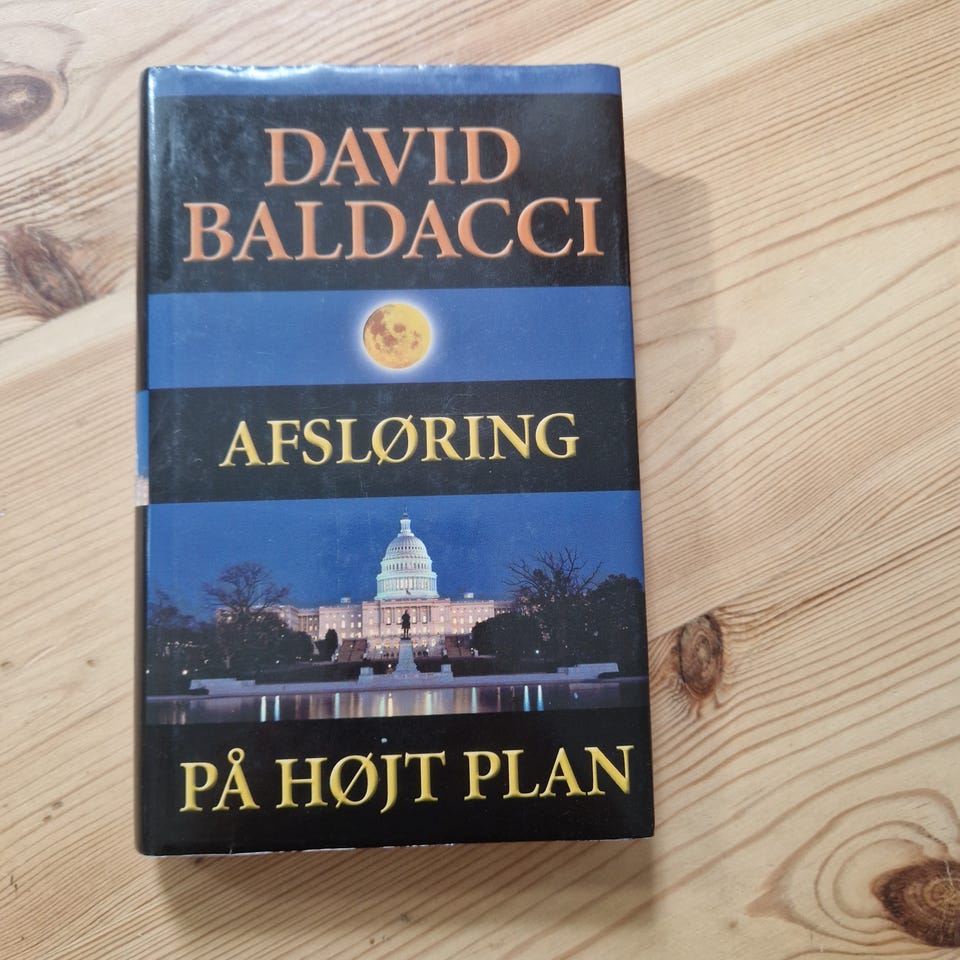 DAVID
BALDACCI
AFSLØRING
PÅ HØJT PLAN